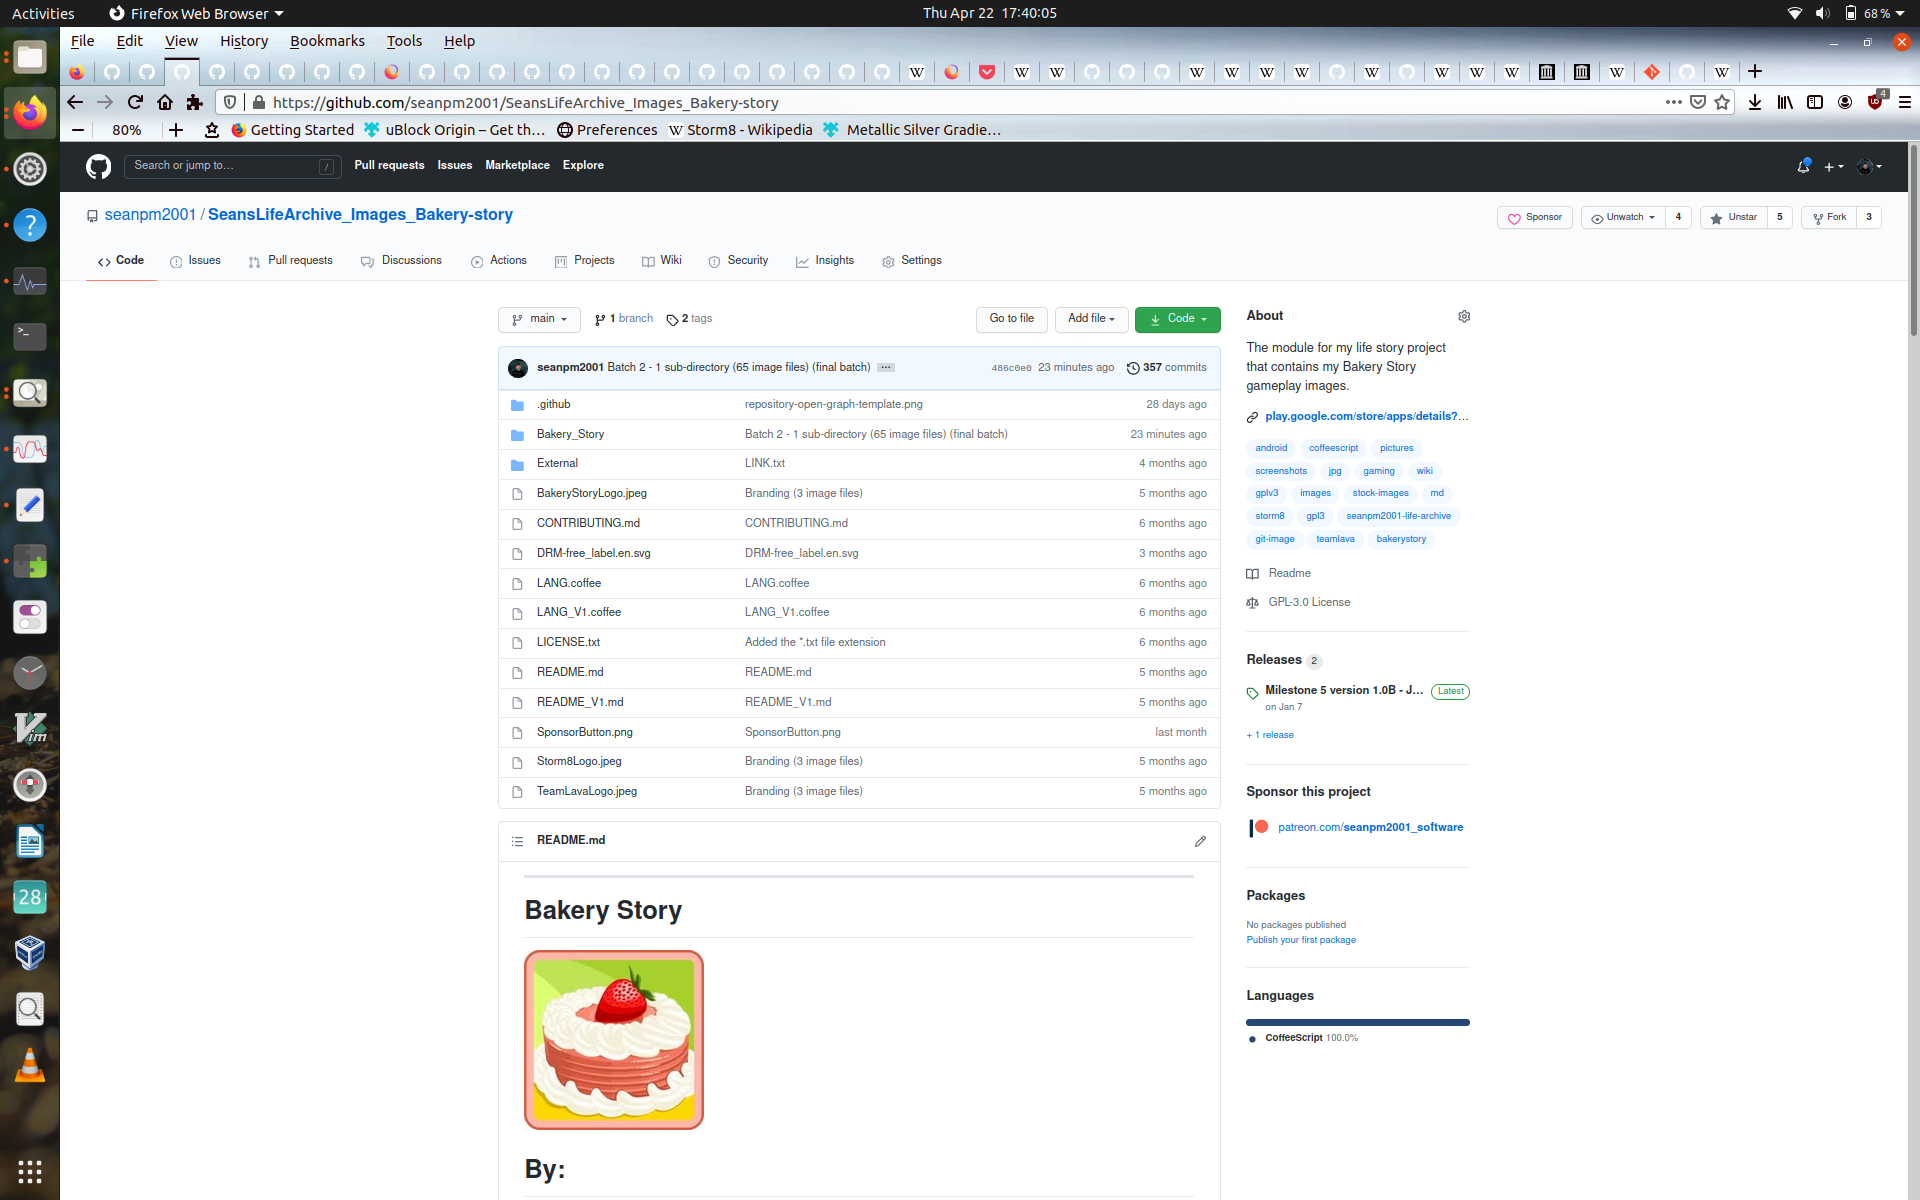 Activities
Firefox Web Browser
Thu Apr 22 17:40:05
68 %
File Edit View History Bookmarks Tools Help
https://github.com/seanpm2001/SeansLifeArchive_Images_Bakery-story
4
80%
Getting Started
uBlock Origin – Get th…
Preferences
Storm8 - Wikipedia
Metallic Silver Gradie…
Search or jump to…
/
Pull requests Issues Marketplace Explore
seanpm2001 / SeansLifeArchive_Images_Bakery-story
Sponsor
Unwatch 4
Unstar 5
Fork 3
Code
Issues
Pull requests
Discussions
Actions
Projects
Wiki
Security
Insights
Settings
main
1 branch
2 tags
Go to file
Add file
Code
seanpm2001 Batch 2 - 1 sub-directory (65 image files) (final batch) ... 486c0e0 23 minutes ago 357 commits
.github repository-open-graph-template.png 28 days ago
Bakery_Story Batch 2 - 1 sub-directory (65 image files) (final batch) 23 minutes ago
External LINK.txt 4 months ago
BakeryStoryLogo.jpeg Branding (3 image files) 5 months ago
CONTRIBUTING.md CONTRIBUTING.md 6 months ago
DRM-free_label.en.svg DRM-free_label.en.svg 3 months ago
LANG.coffee LANG.coffee 6 months ago
LANG_V1.coffee LANG_V1.coffee 6 months ago
LICENSE.txt Added the *.txt file extension 6 months ago
README.md README.md 5 months ago
README_V1.md README_V1.md 5 months ago
SponsorButton.png SponsorButton.png last month
Storm8Logo.jpeg Branding (3 image files) 5 months ago
TeamLavaLogo.jpeg Branding (3 image files) 5 months ago
README.md
Bakery Story
By:
About
The module for my life story project
that contains my Bakery Story
gameplay images.
play.google.com/store/apps/details?…
android coffeescript pictures
screenshots jpg gaming wiki
gplv3 images stock-images md
storm8 gpl3 seanpm2001-life-archive
git-image teamlava bakerystory
Readme
GPL-3.0 License
Releases 2
Milestone 5 version 1.0B - J… Latest
on Jan 7
+ 1 release
Sponsor this project
patreon.com/seanpm2001_software
Packages
No packages published
Publish your first package
Languages
CoffeeScript 100.0%
28